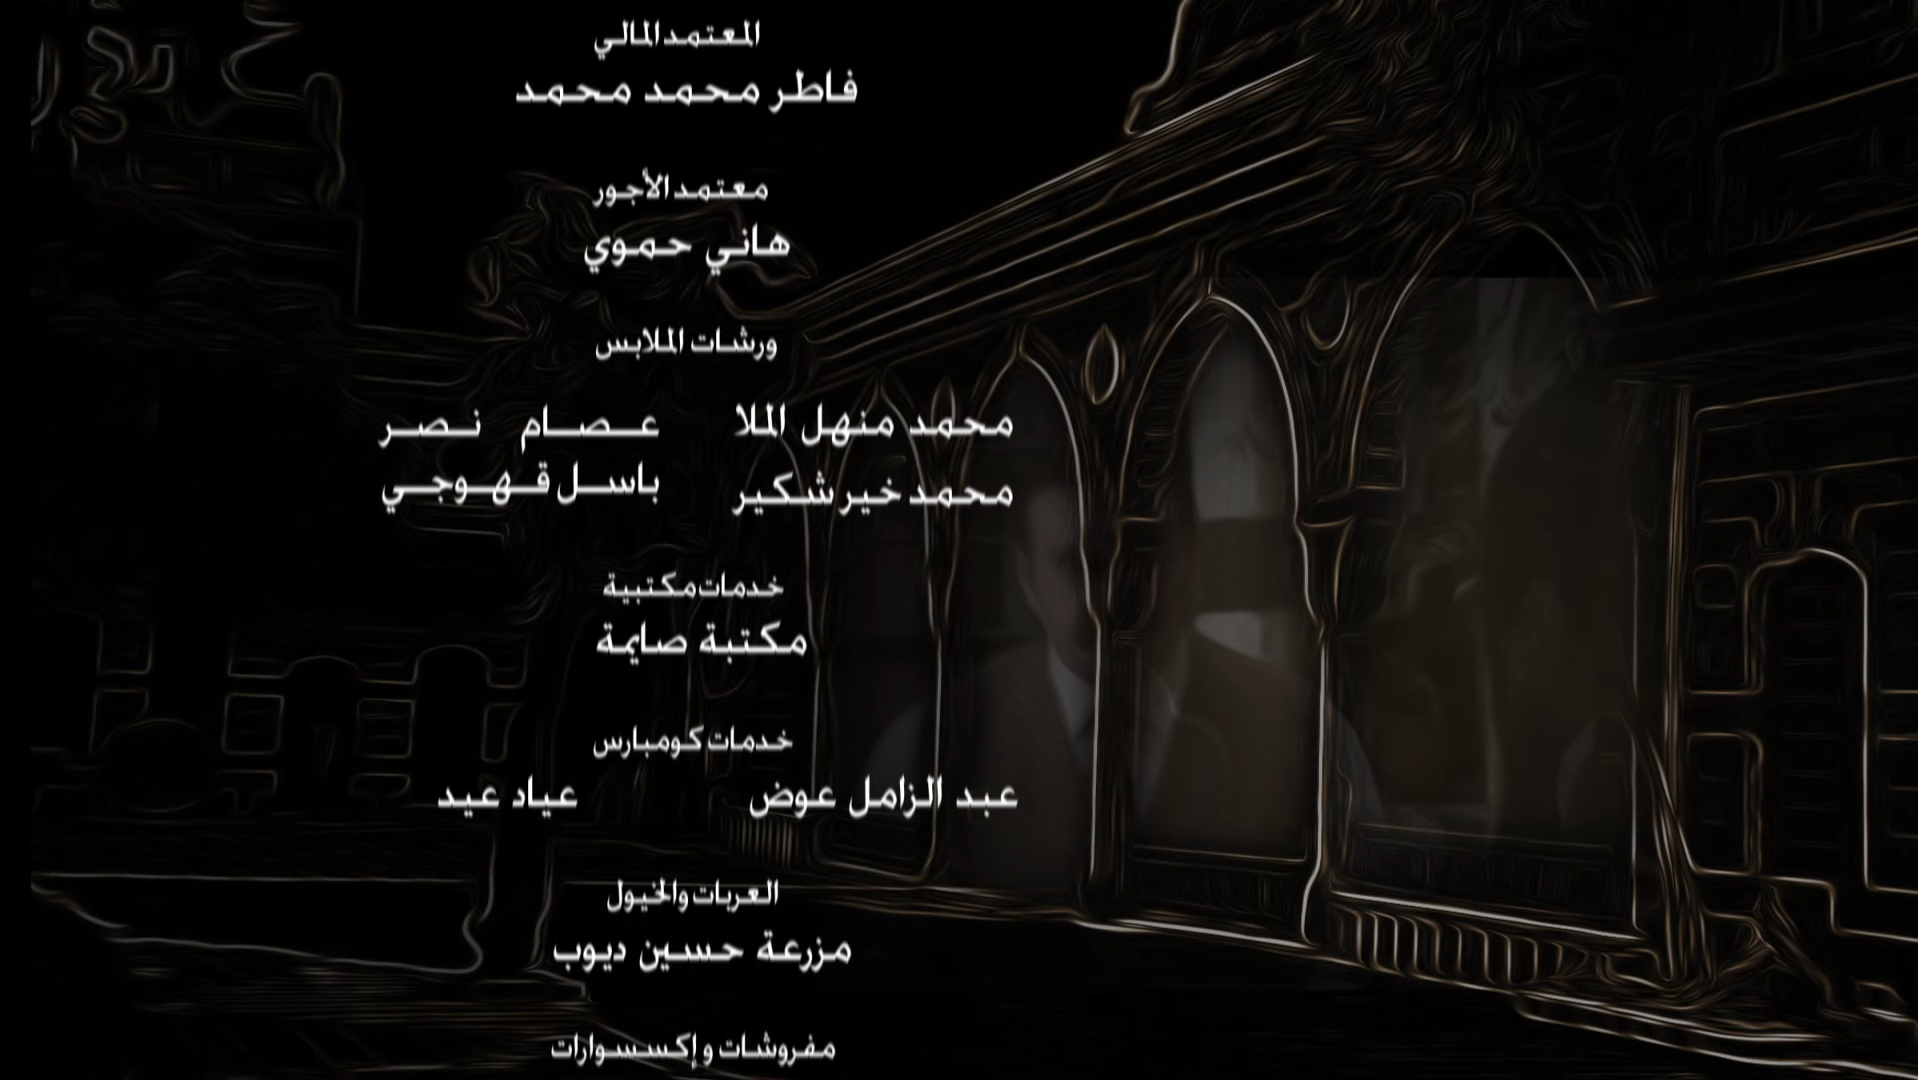 المعتمد المالي
فاطر محمد محمد
معتمد الأجور
هاني حموي
ورشات الملابس
محمد منهل الملا عصام نصر
محمد خير شكير باسل قهوجي
خدمات مكتبية
مكتبة صايمة
خدمات كومبارس
عبد الزامل عوض عياد عيد
العربات والخيول
مزرعة حسين ديوب
مفروشات و إكسسوارات